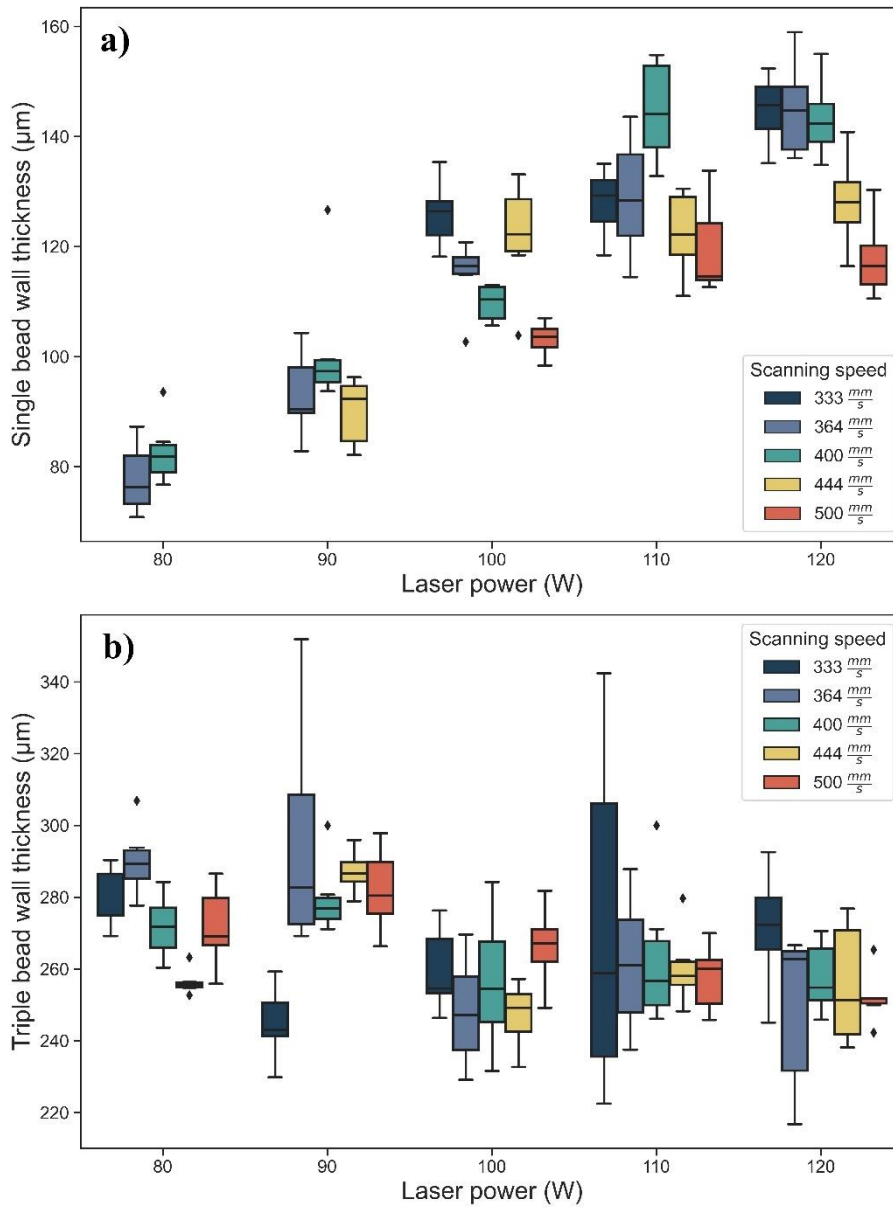 a)
Single bead wall thickness (μm)
160
140
120
100
80
80 90 100 110 120
Laser power (W)
Scanning speed
333 mm/s
364 mm/s
400 mm/s
444 mm/s
500 mm/s
b)
Triple bead wall thickness (μm)
340
320
300
280
260
240
220
80 90 100 110 120
Laser power (W)
Scanning speed
333 mm/s
364 mm/s
400 mm/s
444 mm/s
500 mm/s